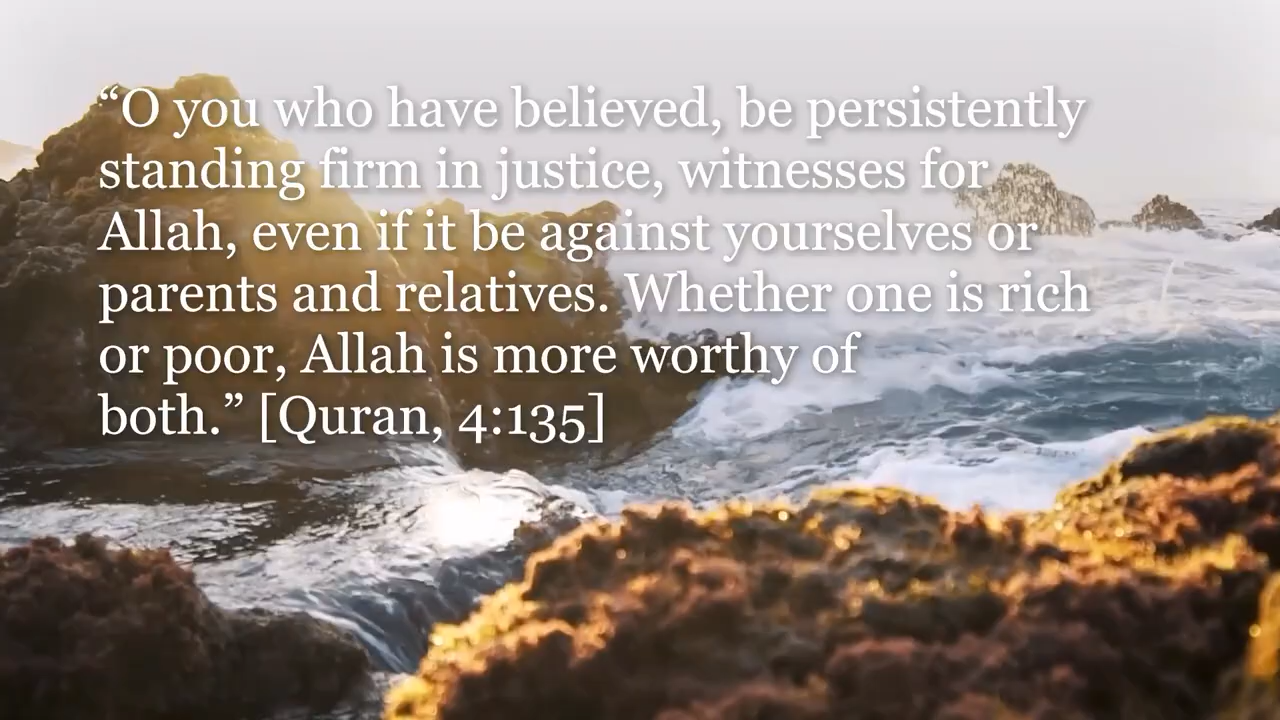 “O you who have believed, be persistently
standing firm in justice, witnesses for
Allah, even if it be against yourselves or
parents and relatives. Whether one is rich
or poor, Allah is more worthy of
both.” [Quran, 4:135]